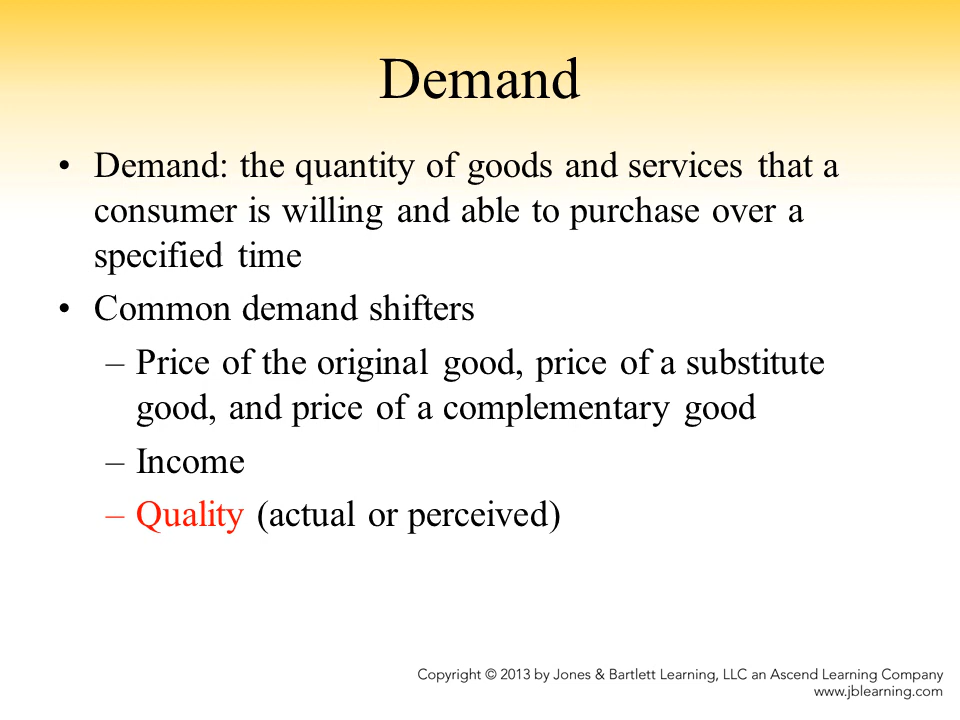 Demand
• Demand: the quantity of goods and services that a
consumer is willing and able to purchase over a
specified time
• Common demand shifters
– Price of the original good, price of a substitute
good, and price of a complementary good
– Income
– Quality (actual or perceived)
Copyright © 2013 by Jones & Bartlett Learning, LLC an Ascend Learning Company
www.jblearning.com